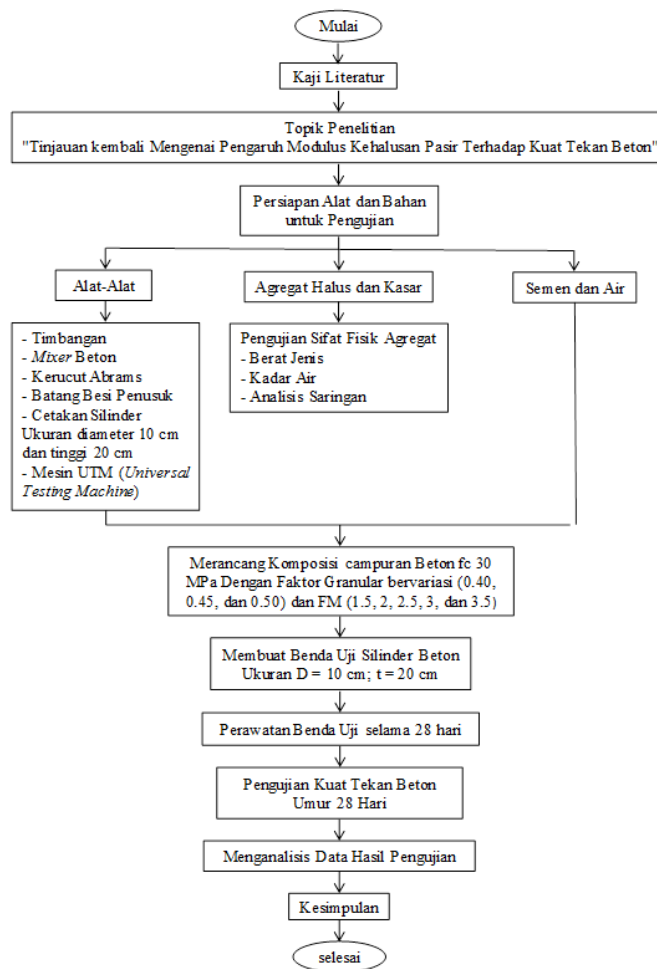 Mulai
Kaji Literatur
Topik Penelitian
"Tinjauan kembali Mengenai Pengaruh Modulus Kehalusan Pasir Terhadap Kuat Tekan Beton"
Persiapan Alat dan Bahan
untuk Pengujian
Alat-Alat
Agregat Halus dan Kasar
Semen dan Air
- Timbangan
- Mixer Beton
- Kerucut Abrams
- Batang Besi Penusuk
- Cetakan Silinder
Ukuran diameter 10 cm
dan tinggi 20 cm
- Mesin UTM (Universal
Testing Machine)
Pengujian Sifat Fisik Agregat
- Berat Jenis
- Kadar Air
- Analisis Saringan
Merancang Komposisi campuran Beton fc 30
MPa Dengan Faktor Granular bervariasi (0.40,
0.45, dan 0.50) dan FM (1.5, 2, 2.5, 3, dan 3.5)
Membuat Benda Uji Silinder Beton
Ukuran D = 10 cm; t = 20 cm
Perawatan Benda Uji selama 28 hari
Pengujian Kuat Tekan Beton
Umur 28 Hari
Menganalisis Data Hasil Pengujian
Kesimpulan
selesai